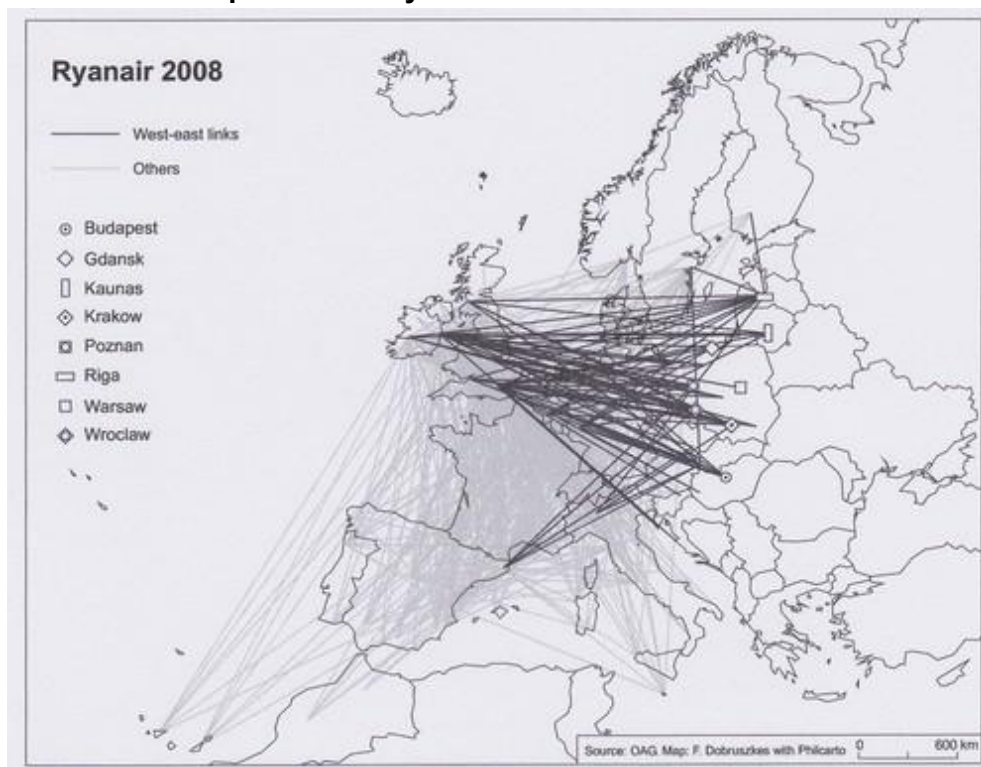 Ryanair 2008
West-east links
Others
Budapest
Gdansk
Kaunas
Krakow
Poznan
Riga
Warsaw
Wroclaw
Source: OAG Map: F. Dobruszkes with Philcarto
0 600 km